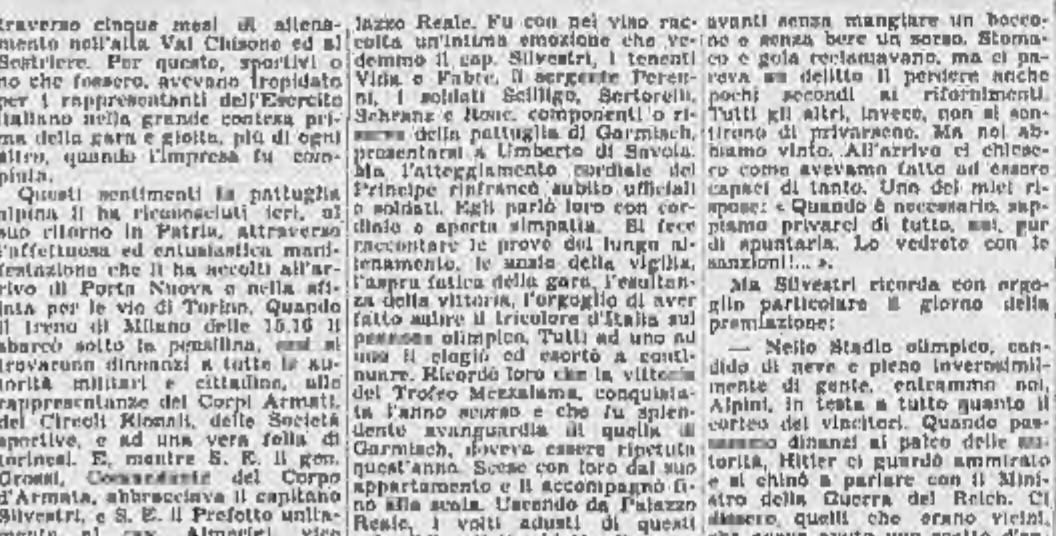 traverso cinque mesi di allena-
mento nell'alta Val Chisone ed al
Sestriere. Per questo, sportivi o
no che fossero, avevano trepidato
per i rappresentanti dell'Esercito
italiano nella grande contesa pri-
ma della gara e gioito, più di ogni
altro, quando l'impresa fu com-
piuta.
Questi sentimenti la pattuglia
alpina li ha riconosciuti ieri, al
suo ritorno in Patria, attraverso
l'affettuosa ed entusiastica mani-
festazione che li ha accolti all'ar-
rivo di Porta Nuova e nella sfi-
lata per le vie di Torino. Quando
il treno di Milano delle 15,16 li
sbarcò sotto la pensilina, essi si
trovarono dinnanzi a tutte le au-
torità militari e cittadine, alle
rappresentanze dei Corpi Armati,
dei Circoli Rionali, delle Società
sportive, e ad una vera folla di
torinesi. E, mentre S. E. il gen.
Grossi, Comandante del Corpo
d'Armata, abbracciava il capitano
Silvestri, e S. E. il Prefetto unita-
mente al cap. Almocini, vice
lazzo Reale. Fu con nel viso rac-
colta un'intima emozione che ve-
demmo il cap. Silvestri, i tenenti
Vida e Fabre, il sergente Peren-
ni, i soldati Scilligo, Sertorelli,
Schranz e componenti o ri-
serva della pattuglia di Garmisch,
presentarsi a Umberto di Savoia.
Ma l'atteggiamento cordiale del
Principe rinfrancò subito ufficiali
e soldati. Egli parlò loro con cor-
diale e aperta simpatia. Si fece
raccontare le prove del lungo al-
lenamento, le ansie della vigilia,
l'aspra fatica della gara, l'esultan-
za della vittoria, l'orgoglio di aver
fatto salire il tricolore d'Italia sul
pennone olimpico. Tutti ad uno ad
uno li elogiò ed esortò a conti-
nuare. Ricordò loro che la vittoria
del Trofeo Mezzalama, conquista-
ta l'anno scorso e che fu splen-
dente avanguardia di quella di
Garmisch, doveva essere ripetuta
quest'anno. Scese con loro dal suo
appartamento e li accompagnò fi-
no alla scala. Uscendo da Palazzo
Reale, i volti adusti di questi
avanti senza mangiare un bocco-
ne e senza bere un sorso. Stoma-
co e gola reclamavano, ma ci pa-
reva un delitto il perdere anche
pochi secondi ai rifornimenti.
Tutti gli altri, invece, non si sen-
tirono di privarsene. Ma noi ab-
biamo vinto. All'arrivo ci chiese-
ro come avevamo fatto ad essere
capaci di tanto. Uno dei miei ri-
spose: « Quando è necessario, sap-
piamo privarci di tutto, noi, pur
di spuntarla. Lo vedrete con le
sanzioni!... ».
Ma Silvestri ricorda con orgo-
glio particolare il giorno della
premiazione:
— Nello Stadio olimpico, can-
dido di neve e pieno inverosimil-
mente di gente, entrammo noi,
Alpini, in testa a tutto quanto il
corteo dei vincitori. Quando pas-
sammo dinanzi al palco delle au-
torità, Hitler ci guardò ammirato
e si chinò a parlare con il Mini-
stro della Guerra del Reich. Ci
dissero, quelli che erano vicini,